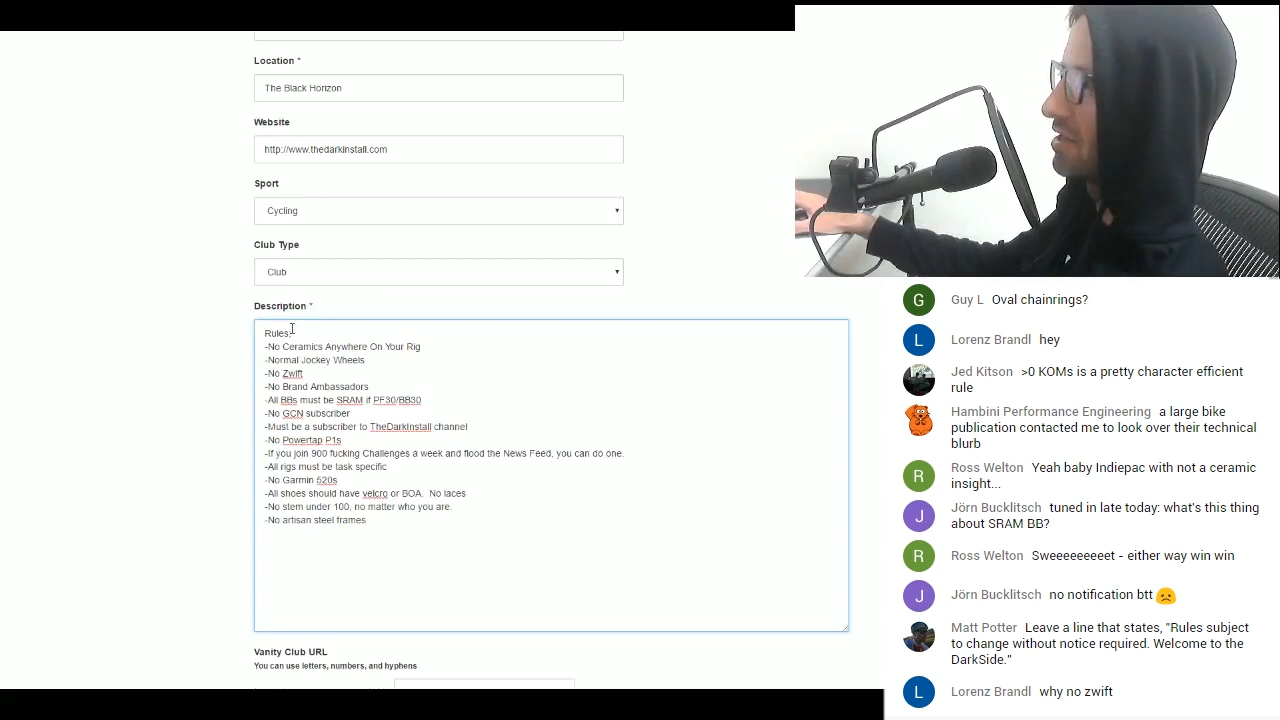 Location *
The Black Horizon
Website
http://www.thedarkinstall.com
Sport
Cycling
Club Type
Club
Description *
Rules;
-No Ceramics Anywhere On Your Rig
-Normal Jockey Wheels
-No Zwift
-No Brand Ambassadors
-All BBs must be SRAM if PF30/BB30
-No GCN subscriber
-Must be a subscriber to TheDarkInstall channel
-No Powertap P1s
-If you join 900 fucking Challenges a week and flood the News Feed, you can do one.
-All rigs must be task specific
-No Garmin 520s
-All shoes should have velcro or BOA.  No laces
-No stem under 100, no matter who you are.
-No artisan steel frames
Vanity Club URL
You can use letters, numbers, and hyphens
G Guy L Oval chainrings?
L Lorenz Brandl hey
Jed Kitson >0 KOMs is a pretty character efficient
rule
Hambini Performance Engineering a large bike
publication contacted me to look over their technical
blurb
R Ross Welton Yeah baby Indiepac with not a ceramic
insight...
J Jörn Bucklitsch tuned in late today: what's this thing
about SRAM BB?
R Ross Welton Sweeeeeeeeet - either way win win
J Jörn Bucklitsch no notification btt
Matt Potter Leave a line that states, "Rules subject
to change without notice required. Welcome to the
DarkSide."
L Lorenz Brandl why no zwift